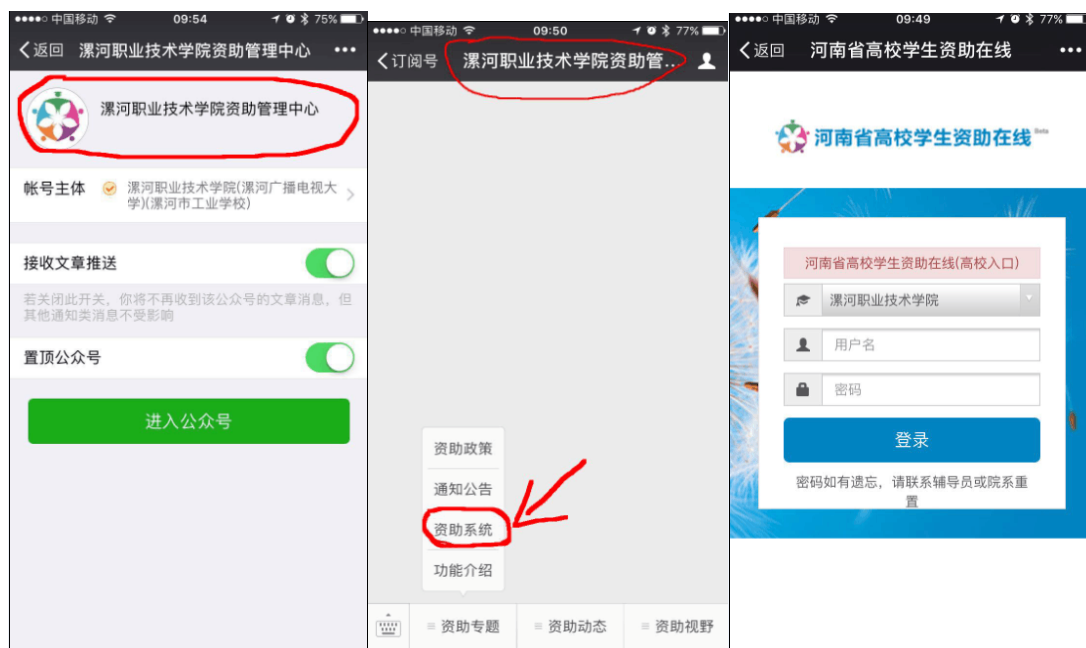 中国移动 09:54 75%
返回 漯河职业技术学院资助管理中心
漯河职业技术学院资助管理中心
帐号主体 漯河职业技术学院(漯河广播电视大
学)(漯河市工业学校)
接收文章推送
若关闭此开关，你将不再收到该公众号的文章消息，但
其他通知类消息不受影响
置顶公众号
进入公众号
中国移动 09:50 77%
订阅号 漯河职业技术学院资助管...
资助政策
通知公告
资助系统
功能介绍
资助专题 资助动态 资助视野
中国移动 09:49 77%
返回 河南省高校学生资助在线
河南省高校学生资助在线 Beta
河南省高校学生资助在线(高校入口)
漯河职业技术学院
用户名
密码
登录
密码如有遗忘，请联系辅导员或院系重
置